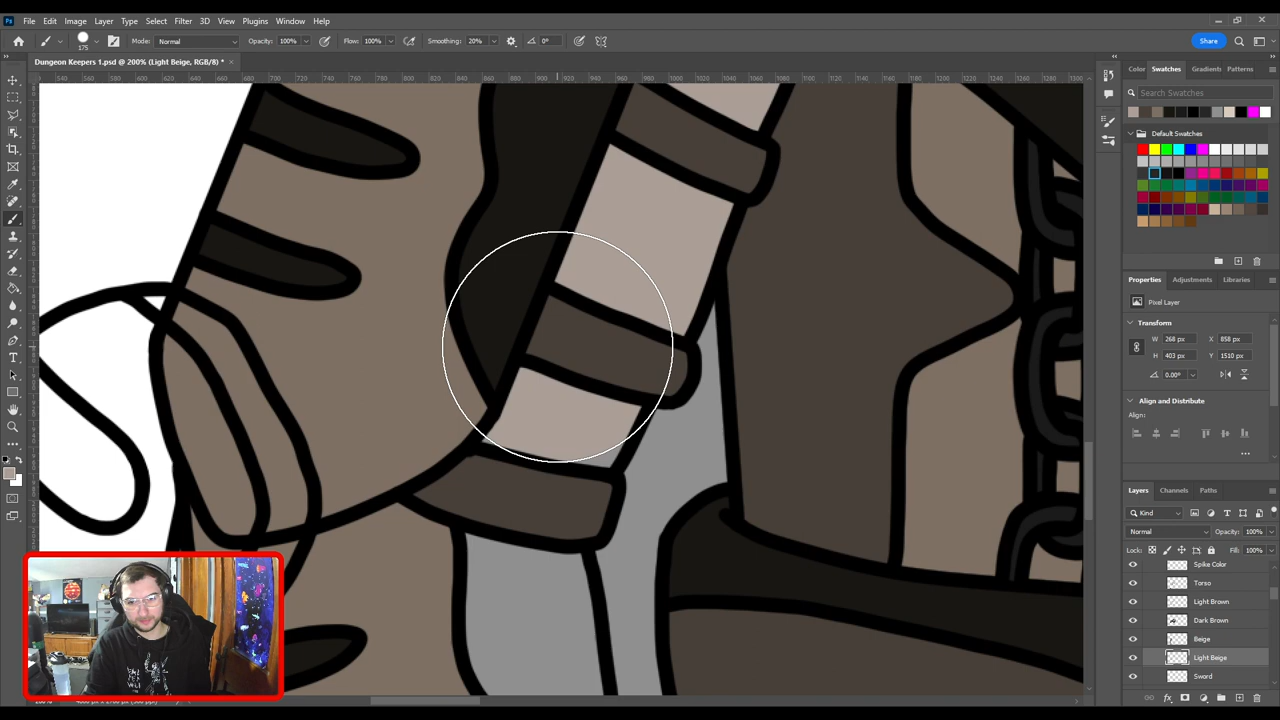 File Edit Image Layer Type Select Filter 3D View Plugins Window Help
175 Mode: Normal Opacity: 100% Flow: 100% Smoothing: 20% 0° Share
Dungeon Keepers 1.psd @ 200% (Light Beige, RGB/8) * ×
Color Swatches Gradients Patterns
Search Swatches
Default Swatches
Properties Adjustments Libraries
Pixel Layer
Transform
W 268 px X 858 px
H 403 px Y 1510 px
0.00°
Align and Distribute
Align:
Layers Channels Paths
Kind
Normal Opacity: 100%
Lock: Fill: 100%
Spike Color
Torso
Light Brown
Dark Brown
Beige
Light Beige
Sword